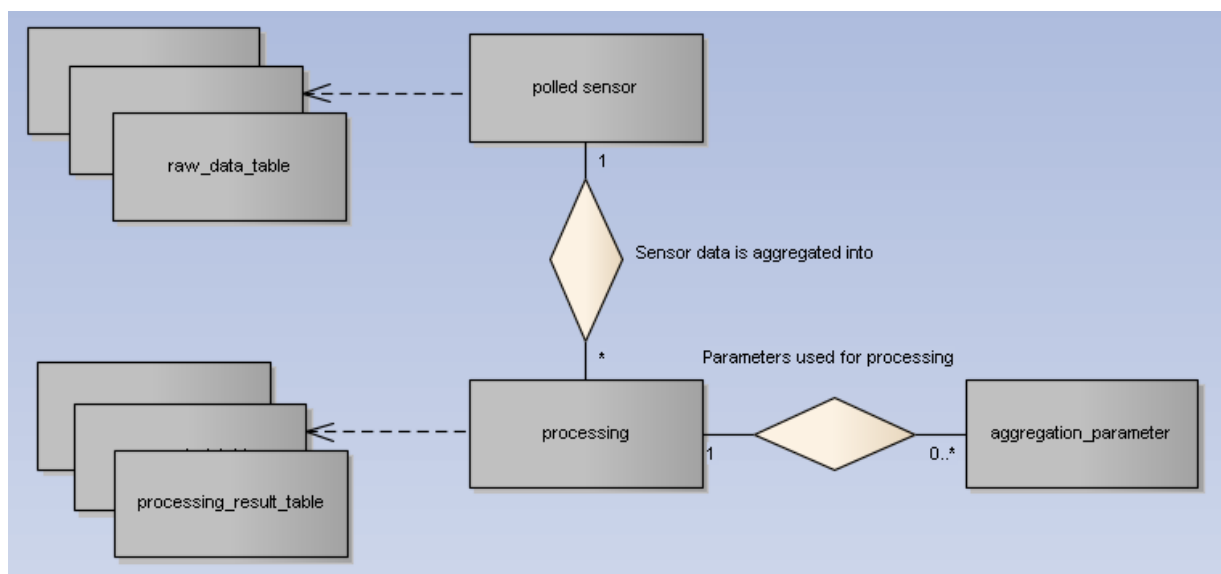 polled sensor
raw_data_table
1
Sensor data is aggregated into
*
Parameters used for processing
processing
1
0..*
aggregation_parameter
processing_result_table